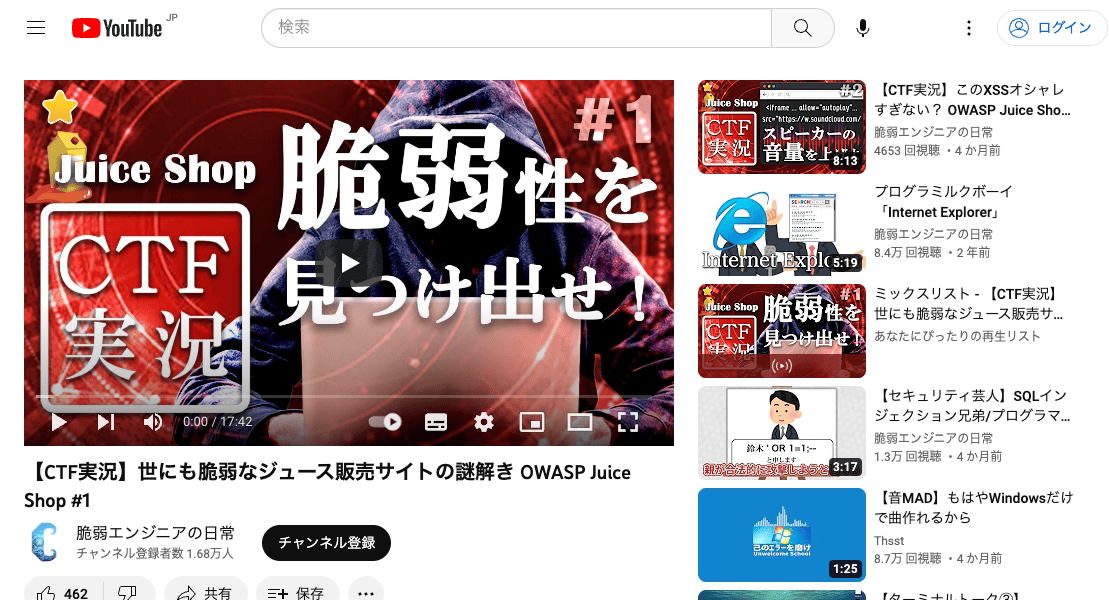 YouTube JP
検索
ログイン
#1
Juice Shop
脆弱性を
見つけ出せ!
CTF
実況
0:00 / 17:42
【CTF実況】世にも脆弱なジュース販売サイトの謎解き OWASP Juice
Shop #1
脆弱エンジニアの日常
チャンネル登録者数 1.68万人
チャンネル登録
462
共有
保存
#2
Juice Shop
<iframe ... allow="autoplay"...
src="https://w.soundcloud.com/
CTF
実況
スピーカーの
音量を上
8:13
【CTF実況】このXSSオシャレ
すぎない? OWASP Juice Sho...
脆弱エンジニアの日常
4653 回視聴 ・4 か月前
Internet Explo
5:19
プログラミルクボーイ
「Internet Explorer」
脆弱エンジニアの日常
8.4万 回視聴 ・2 年前
#1
Juice Shop
脆弱性を
見つけ出せ!
CTF
実況
ミックスリスト - 【CTF実況】
世にも脆弱なジュース販売サ...
あなたにぴったりの再生リスト
鈴木 ' OR 1=1;--
と申します
親が合法的に攻撃しようと
3:17
【セキュリティ芸人】SQLイン
ジェクション兄弟/プログラマ...
脆弱エンジニアの日常
1.3万 回視聴 ・4 か月前
己のエラーを磨け
Unwelcome School
1:25
【音MAD】もはやWindowsだけ
で曲作れるから
Thsst
8.7万 回視聴 ・4 か月前
【ターミナルトーク②】